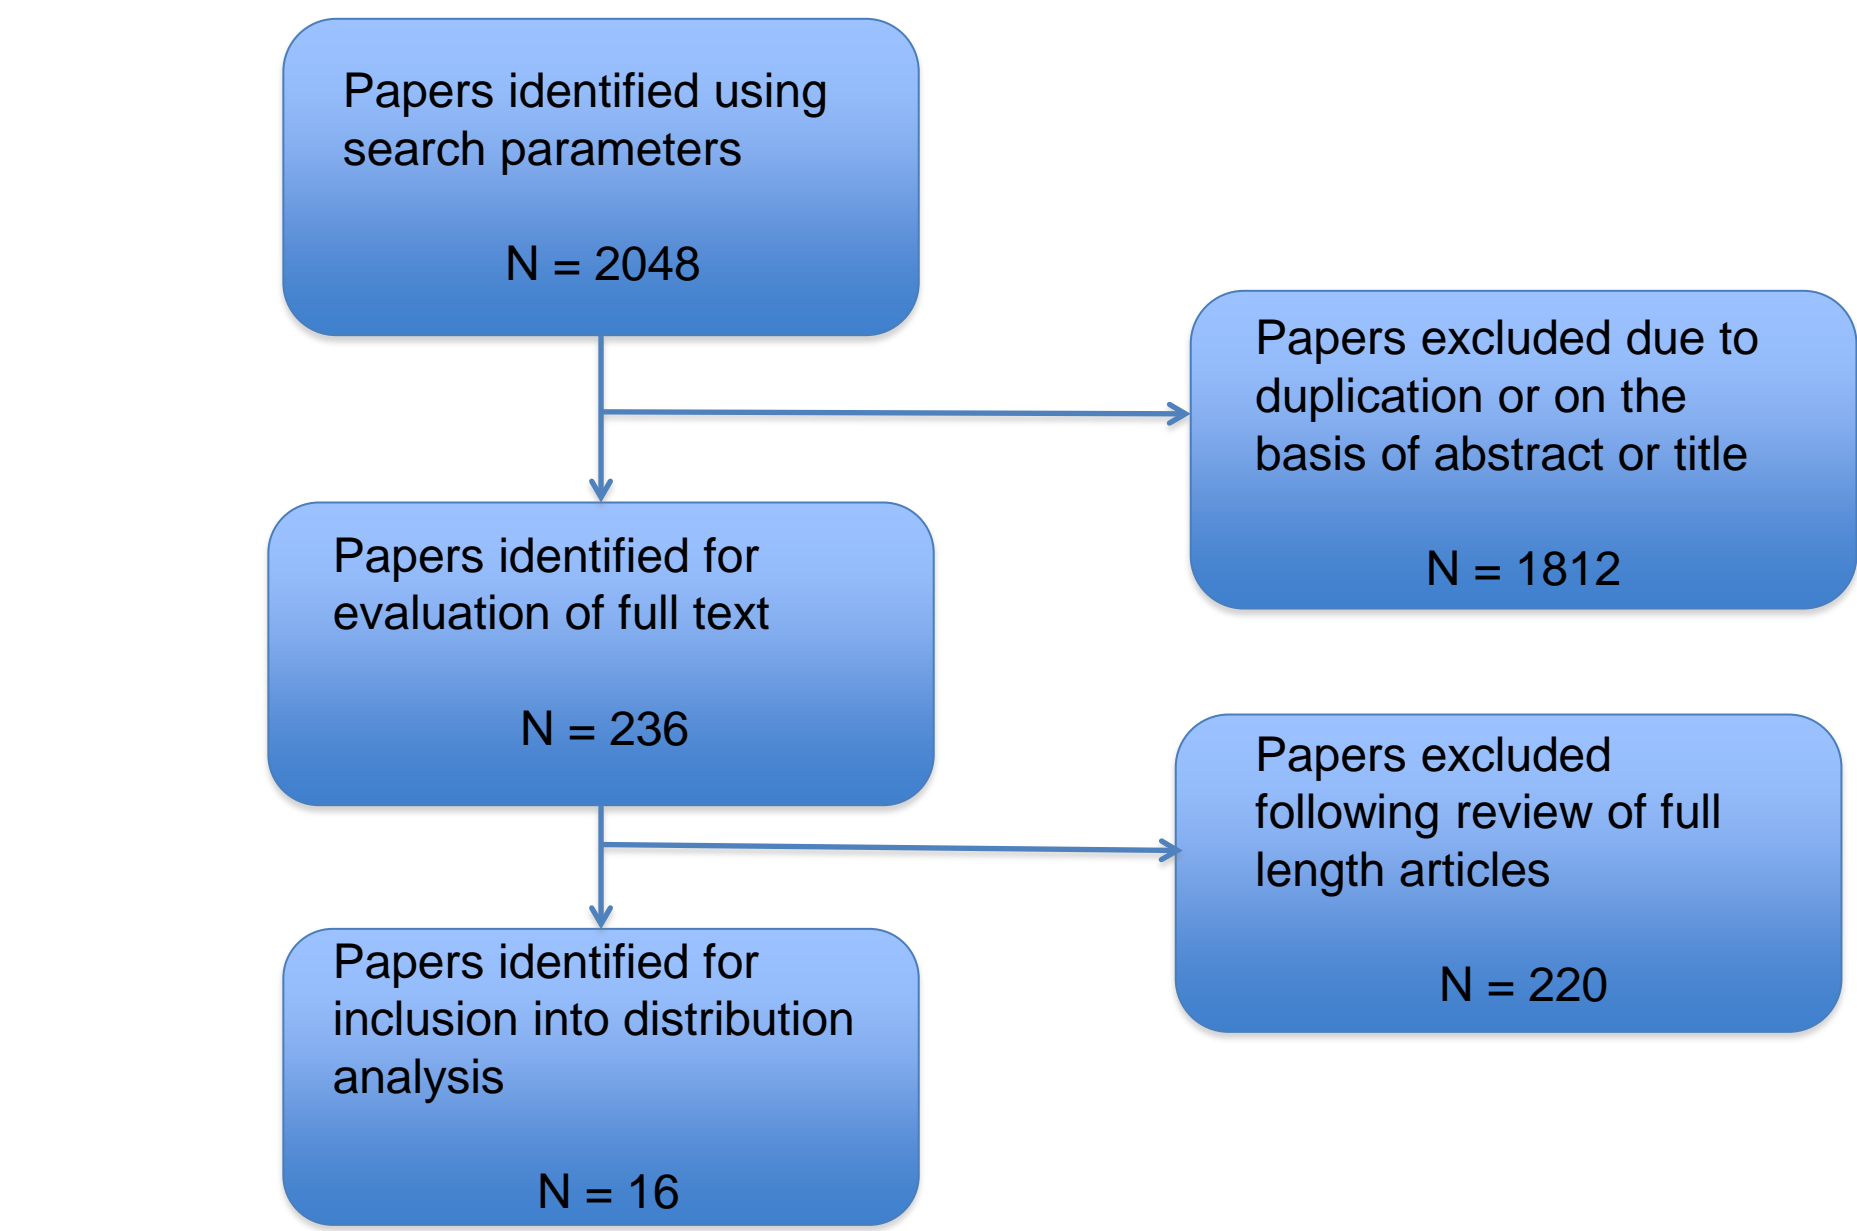 Papers identified using
search parameters
N = 2048
Papers excluded due to
duplication or on the
basis of abstract or title
N = 1812
Papers identified for
evaluation of full text
N = 236
Papers excluded
following review of full
length articles
N = 220
Papers identified for
inclusion into distribution
analysis
N = 16